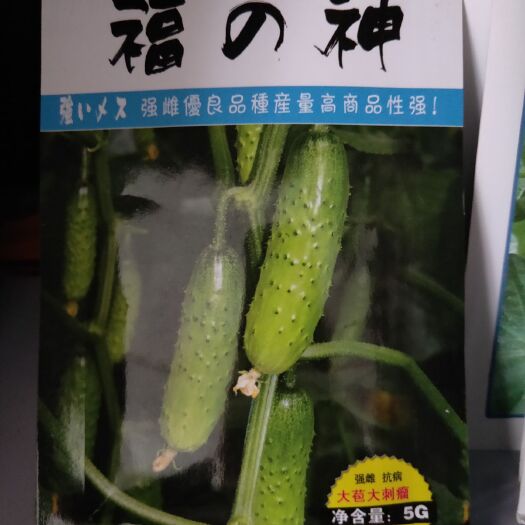 福の神
強いメス 强雌優良品種産量高商品性强!
强雌 抗病
大苞大刺瘤
净含量: 5G